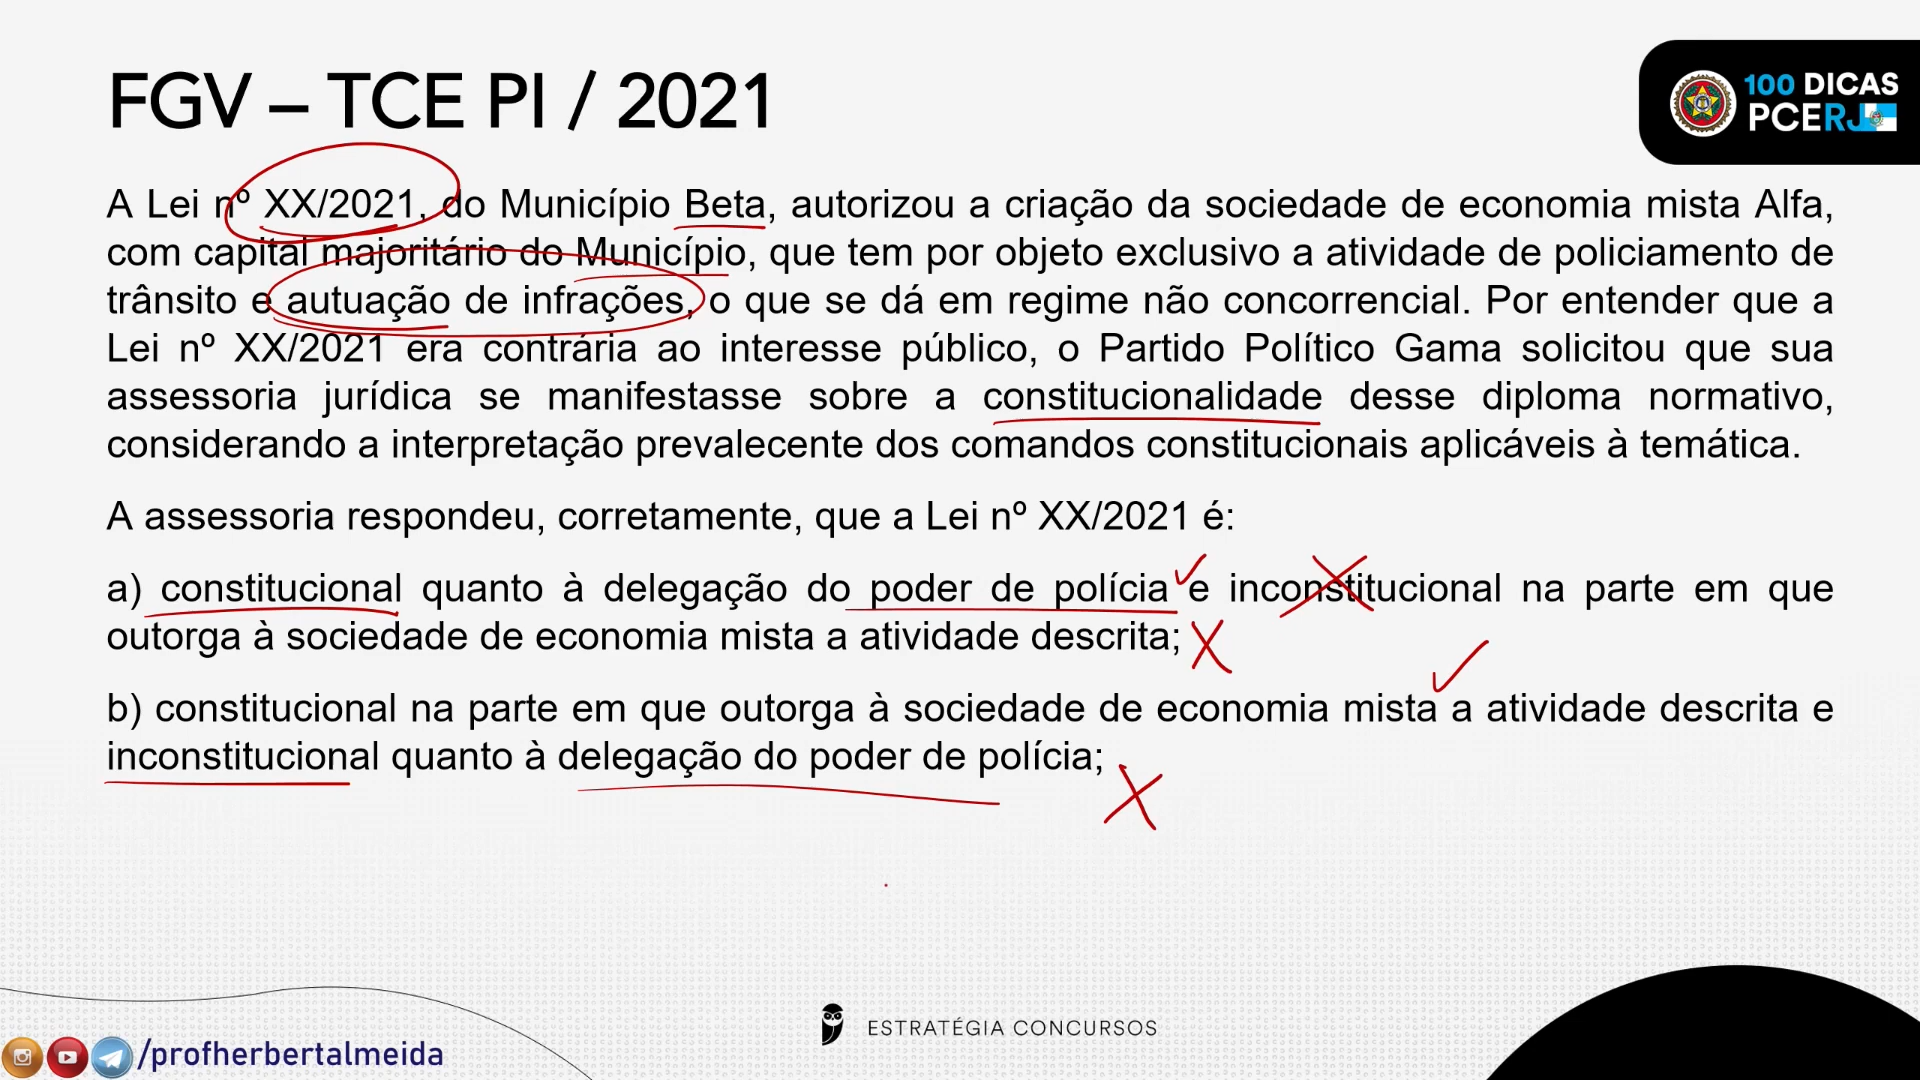 FGV – TCE PI / 2021
100 DICAS
PCERJ
A Lei nº XX/2021, do Município Beta, autorizou a criação da sociedade de economia mista Alfa,
com capital majoritário do Município, que tem por objeto exclusivo a atividade de policiamento de
trânsito e autuação de infrações, o que se dá em regime não concorrencial. Por entender que a
Lei nº XX/2021 era contrária ao interesse público, o Partido Político Gama solicitou que sua
assessoria jurídica se manifestasse sobre a constitucionalidade desse diploma normativo,
considerando a interpretação prevalecente dos comandos constitucionais aplicáveis à temática.
A assessoria respondeu, corretamente, que a Lei nº XX/2021 é:
a) constitucional quanto à delegação do poder de polícia e inconstitucional na parte em que
outorga à sociedade de economia mista a atividade descrita;
b) constitucional na parte em que outorga à sociedade de economia mista a atividade descrita e
inconstitucional quanto à delegação do poder de polícia;
ESTRATÉGIA CONCURSOS
/profherbertalmeida